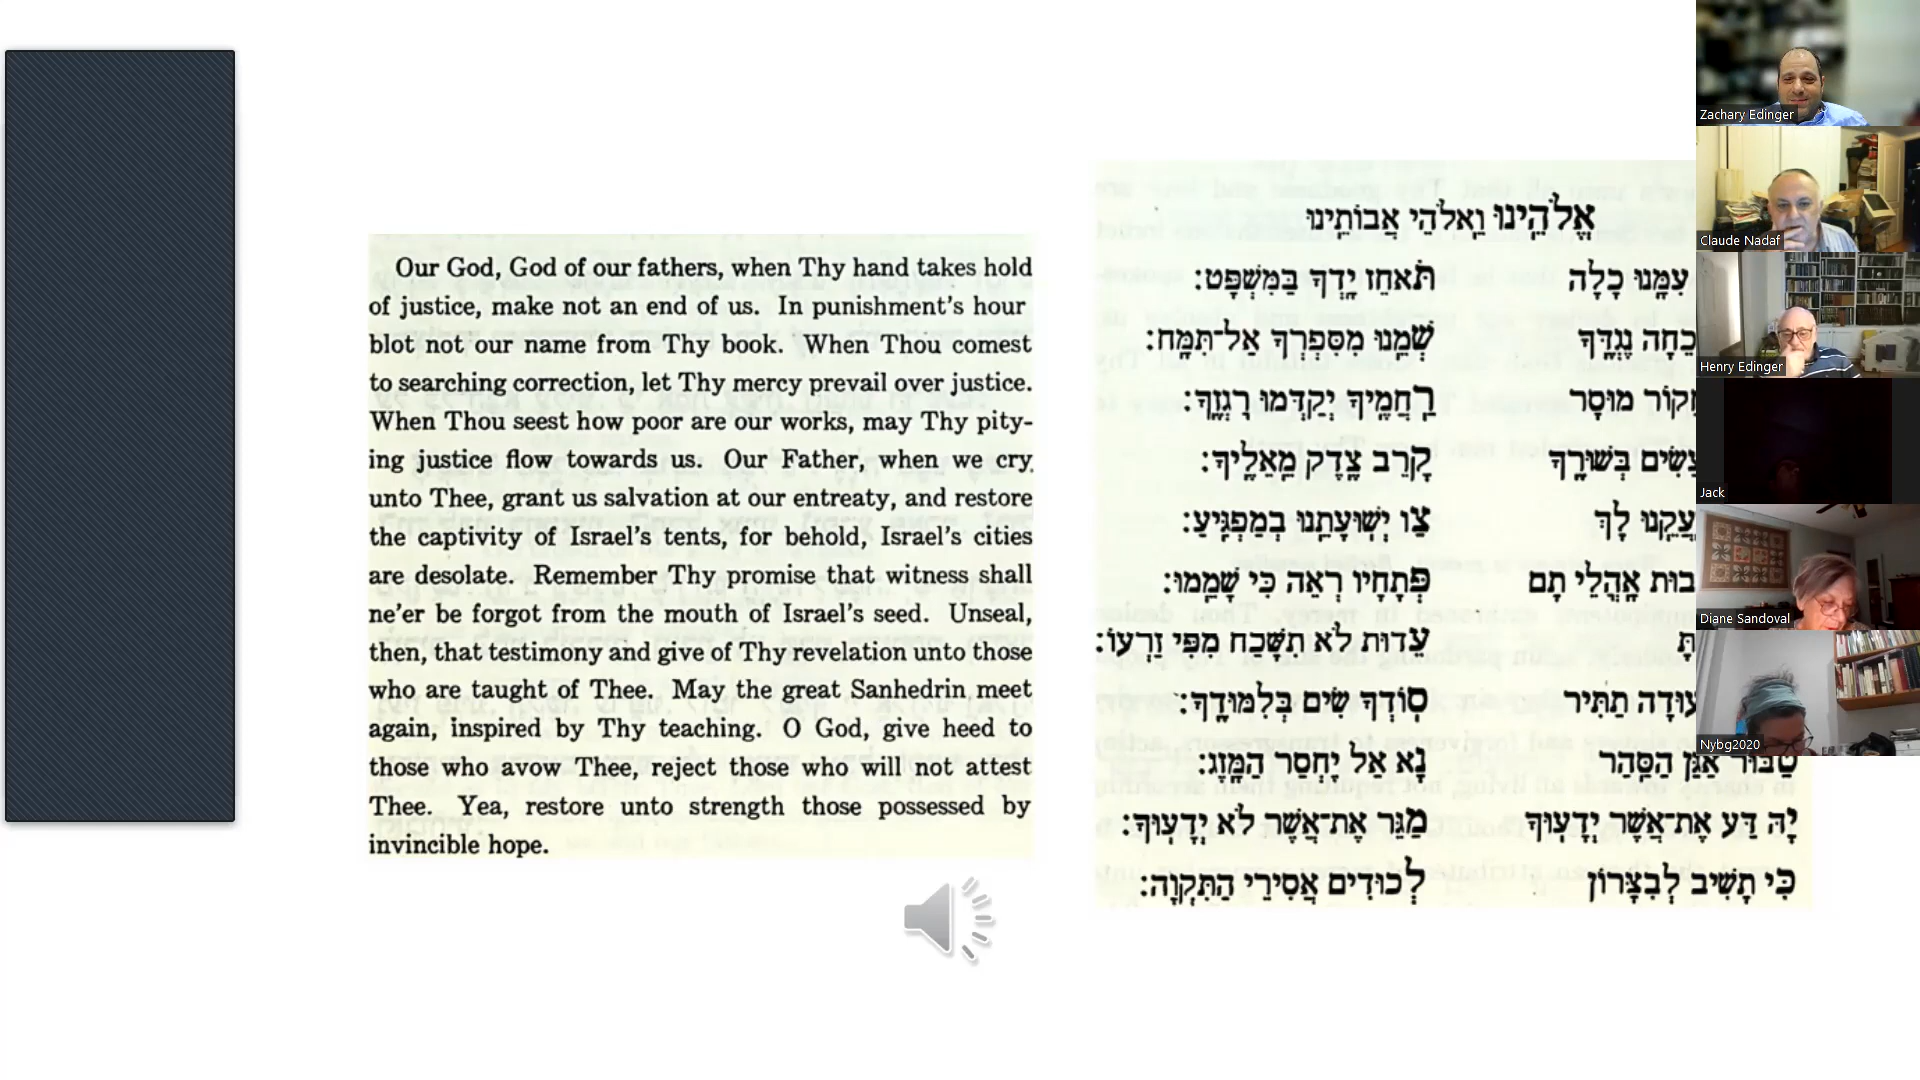 Our God, God of our fathers, when Thy hand takes hold
of justice, make not an end of us. In punishment's hour
blot not our name from Thy book. When Thou comest
to searching correction, let Thy mercy prevail over justice.
When Thou seest how poor are our works, may Thy pity-
ing justice flow towards us. Our Father, when we cry
unto Thee, grant us salvation at our entreaty, and restore
the captivity of Israel's tents, for behold, Israel's cities
are desolate. Remember Thy promise that witness shall
ne'er be forgot from the mouth of Israel's seed. Unseal,
then, that testimony and give of Thy revelation unto those
who are taught of Thee. May the great Sanhedrin meet
again, inspired by Thy teaching. O God, give heed to
those who avow Thee, reject those who will not attest
Thee. Yea, restore unto strength those possessed by
invincible hope.
אֱלֹהֵינוּ וֵאלֹהֵי אֲבוֹתֵינוּ
עִמָּנוּ כָלָה תֹּאחֵז יָדְךָ בַּמִּשְׁפָּט:
נֶגְדֶּךָ שְׁמֵנוּ מִסִּפְרְךָ אַל־תִּמַּח:
מוּסָר רַחֲמֶיךָ יְקַדְּמוּ רָגְזֶךָ:
בְּשׁוּרֶךָ קָרֵב צֶדֶק מֵאֵלֶיךָ:
לָךְ צַו יְשׁוּעָתֵנוּ בְמַפְגִּיעַ:
אָהֳלֵי תָם פְּתָחָיו רְאֵה כִּי שָׁמֵמוּ:
עֵדוּת לֹא תִשָּׁכַח מִפִּי זַרְעוֹ:
תַּתִּיר סוֹדְךָ שִׂים בְּלִמּוּדֶךָ:
אַגַּן הַסַּהַר נָא אַל יֶחְסַר הַמָּזֶג:
יָהּ דַּע אֶת־אֲשֶׁר יְדָעוּךָ מַגֵּר אֶת־אֲשֶׁר לֹא יְדָעוּךָ:
כִּי תָשִׁיב לְבִצָּרוֹן לְכוּדִים אֲסִירֵי הַתִּקְוָה:
Zachary Edinger
Claude Nadaf
Henry Edinger
Jack
Diane Sandoval
Nybg2020